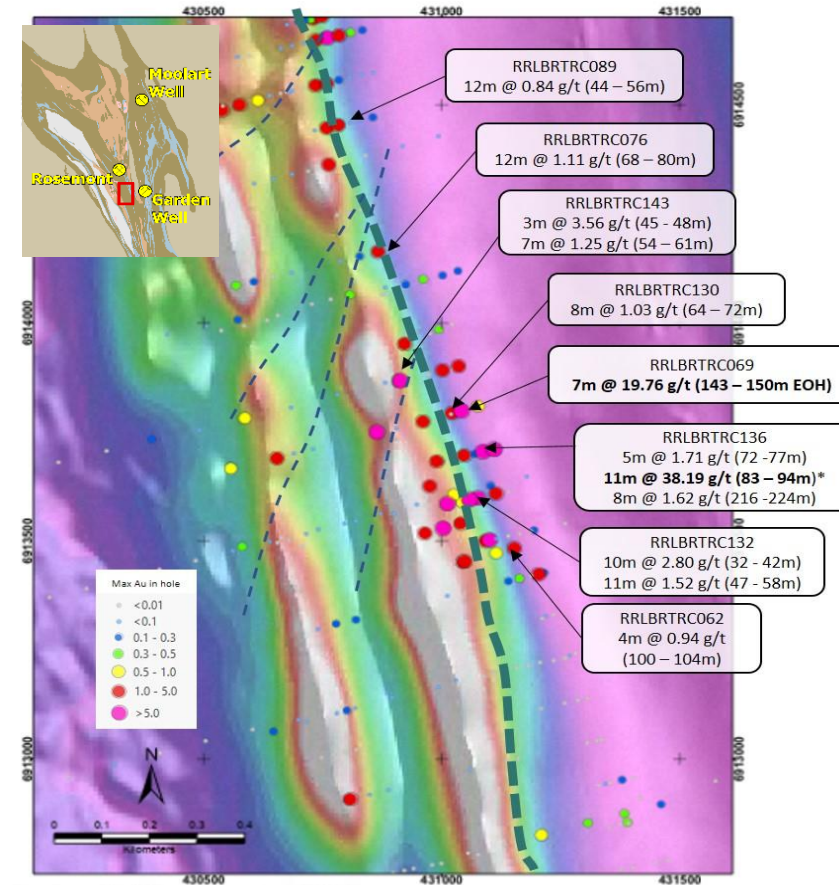 430500
431000
431500
Moolart
Well
Rosemont
Garden
Well
RRLBRTRC089
12m @ 0.84 g/t (44 – 56m)
6914500
RRLBRTRC076
12m @ 1.11 g/t (68 – 80m)
RRLBRTRC143
3m @ 3.56 g/t (45 - 48m)
7m @ 1.25 g/t (54 – 61m)
RRLBRTRC130
8m @ 1.03 g/t (64 – 72m)
6914000
RRLBRTRC069
7m @ 19.76 g/t (143 – 150m EOH)
RRLBRTRC136
5m @ 1.71 g/t (72 -77m)
11m @ 38.19 g/t (83 – 94m)*
8m @ 1.62 g/t (216 -224m)
6913500
RRLBRTRC132
10m @ 2.80 g/t (32 - 42m)
11m @ 1.52 g/t (47 – 58m)
RRLBRTRC062
4m @ 0.94 g/t
(100 – 104m)
Max Au in hole
<0.01
<0.1
0.1 - 0.3
0.3 - 0.5
0.5 - 1.0
1.0 - 5.0
>5.0
6913000
6913000
N
0 0.1 0.2 0.3 0.4
Kilometers
430500
431000
431500